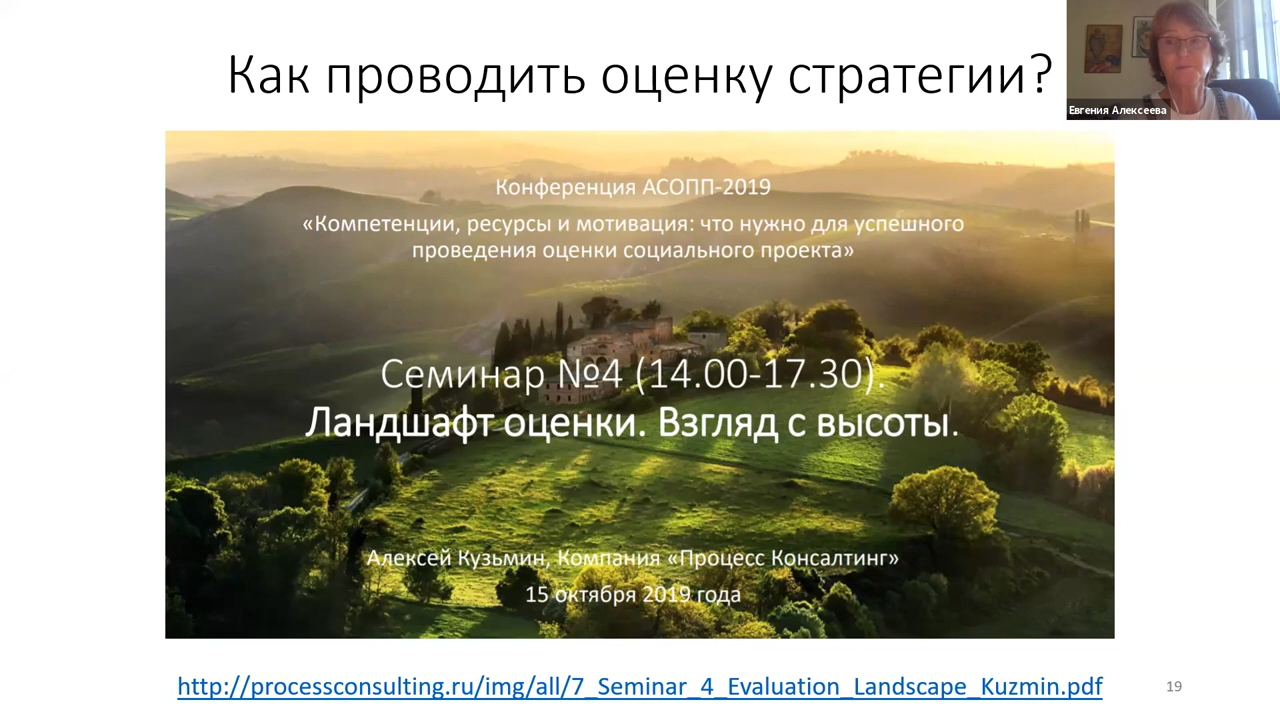 Как проводить оценку стратегии?
Евгения Алексеева
Конференция АСОПП-2019
«Компетенции, ресурсы и мотивация: что нужно для успешного
проведения оценки социального проекта»
Семинар №4 (14.00-17.30).
Ландшафт оценки. Взгляд с высоты.
Алексей Кузьмин, Компания «Процесс Консалтинг»
15 октября 2019 года
http://processconsulting.ru/img/all/7_Seminar_4_Evaluation_Landscape_Kuzmin.pdf
19